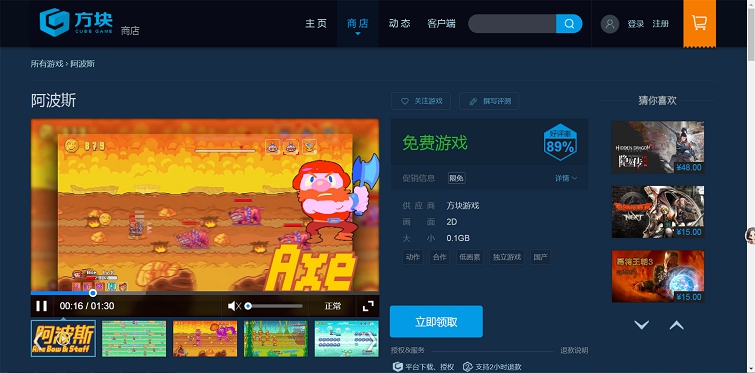 方块
CUBE GAME
商店
主页
商店
动态
客户端
登录
注册
所有游戏 › 阿波斯
阿波斯
关注游戏
撰写评测
猜你喜欢
879
Axe
00:16 / 01:30
正常
阿波斯
Axe Bow & Staff
免费游戏
好评率
89%
促销信息
限免
详情
供应商 方块游戏
画面 2D
大小 0.1GB
动作
合作
低画素
独立游戏
国产
立即领取
授权&服务
退款说明
平台下载、授权
支持2小时退款
HIDDEN DRAGON
¥48.00
NEXT
¥15.00
¥15.00